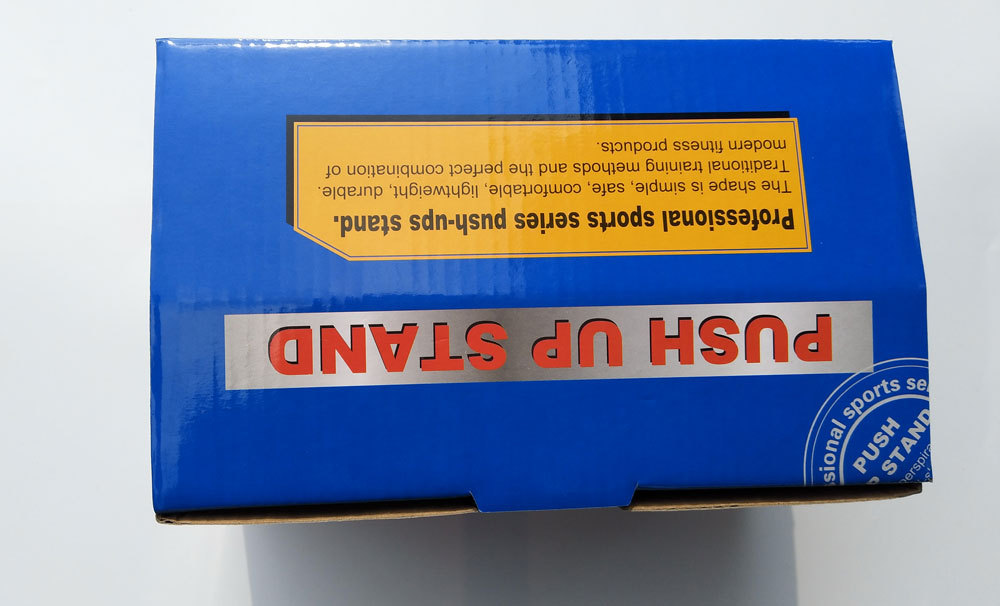 PUSH UP STAND
Professional sports series push-ups stand.
The shape is simple, safe, comfortable, lightweight, durable.
Traditional training methods and the perfect combination of
modern fitness products.
sional sports se
PUSH
P STAND
erspir